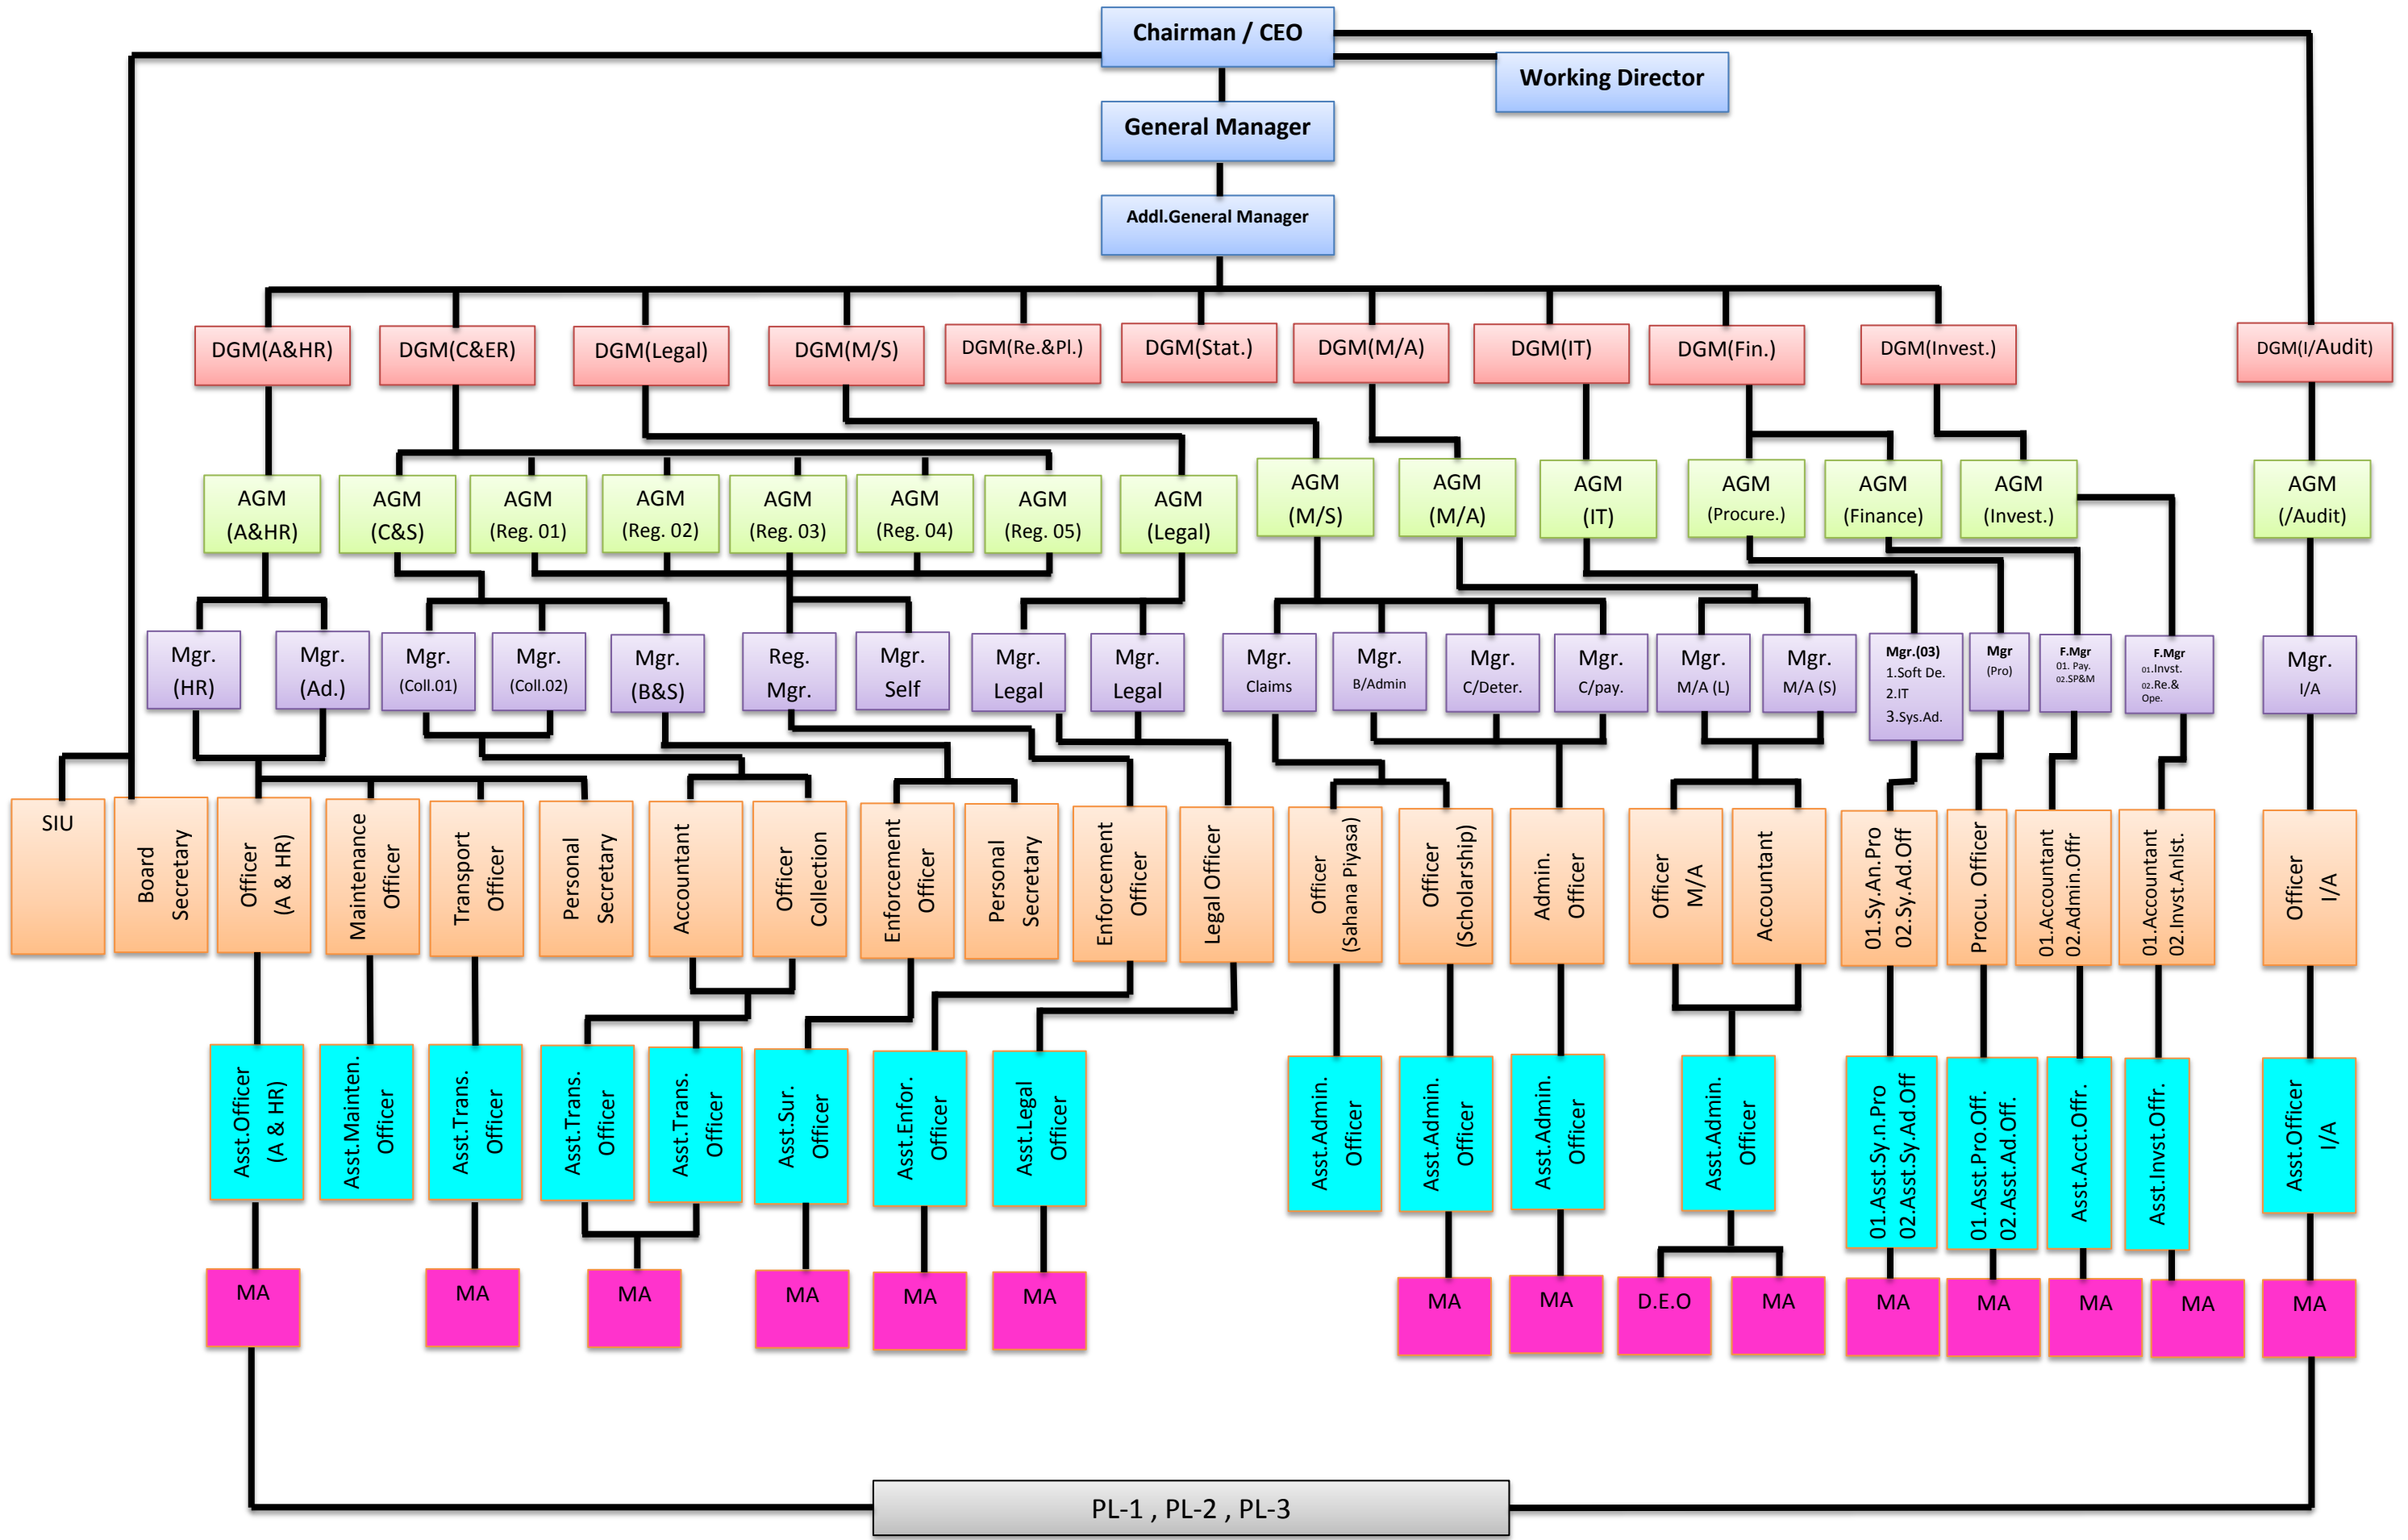 Chairman / CEO
Working Director
General Manager
Addl.General Manager
DGM(A&HR)
DGM(C&ER)
DGM(Legal)
DGM(M/S)
DGM(Re.&Pl.)
DGM(Stat.)
DGM(M/A)
DGM(IT)
DGM(Fin.)
DGM(Invest.)
DGM(I/Audit)
AGM
(A&HR)
AGM
(C&S)
AGM
(Reg. 01)
AGM
(Reg. 02)
AGM
(Reg. 03)
AGM
(Reg. 04)
AGM
(Reg. 05)
AGM
(Legal)
AGM
(M/S)
AGM
(M/A)
AGM
(IT)
AGM
(Procure.)
AGM
(Finance)
AGM
(Invest.)
AGM
(/Audit)
Mgr.
(HR)
Mgr.
(Ad.)
Mgr.
(Coll.01)
Mgr.
(Coll.02)
Mgr.
(B&S)
Reg.
Mgr.
Mgr.
Self
Mgr.
Legal
Mgr.
Legal
Mgr.
Claims
Mgr.
B/Admin
Mgr.
C/Deter.
Mgr.
C/pay.
Mgr.
M/A (L)
Mgr.
M/A (S)
Mgr.(03)
1.Soft De.
2.IT
3.Sys.Ad.
Mgr
(Pro)
F.Mgr
01. Pay.
02.SP&M
F.Mgr
01.Invst.
02.Re.&
Ope.
Mgr.
I/A
SIU
Board
Secretary
Officer
(A & HR)
Maintenance
Officer
Transport
Officer
Personal
Secretary
Accountant
Officer
Collection
Enforcement
Officer
Personal
Secretary
Enforcement
Officer
Legal Officer
Officer
(Sahana Piyasa)
Officer
(Scholarship)
Admin.
Officer
Officer
M/A
Accountant
01.Sy.An.Pro
02.Sy.Ad.Off
Procu. Officer
01.Accountant
02.Admin.Offr
01.Accountant
02.Invst.Anlst.
Officer
I/A
Asst.Officer
(A & HR)
Asst.Mainten.
Officer
Asst.Trans.
Officer
Asst.Trans.
Officer
Asst.Trans.
Officer
Asst.Sur.
Officer
Asst.Enfor.
Officer
Asst.Legal
Officer
Asst.Admin.
Officer
Asst.Admin.
Officer
Asst.Admin.
Officer
Asst.Admin.
Officer
01.Asst.Sy.n.Pro
02.Asst.Sy.Ad.Off
01.Asst.Pro.Off.
02.Asst.Ad.Off.
Asst.Acct.Offr.
Asst.Invst.Offr.
Asst.Officer
I/A
MA
MA
MA
MA
MA
MA
MA
MA
D.E.O
MA
MA
MA
MA
MA
MA
PL-1 , PL-2 , PL-3